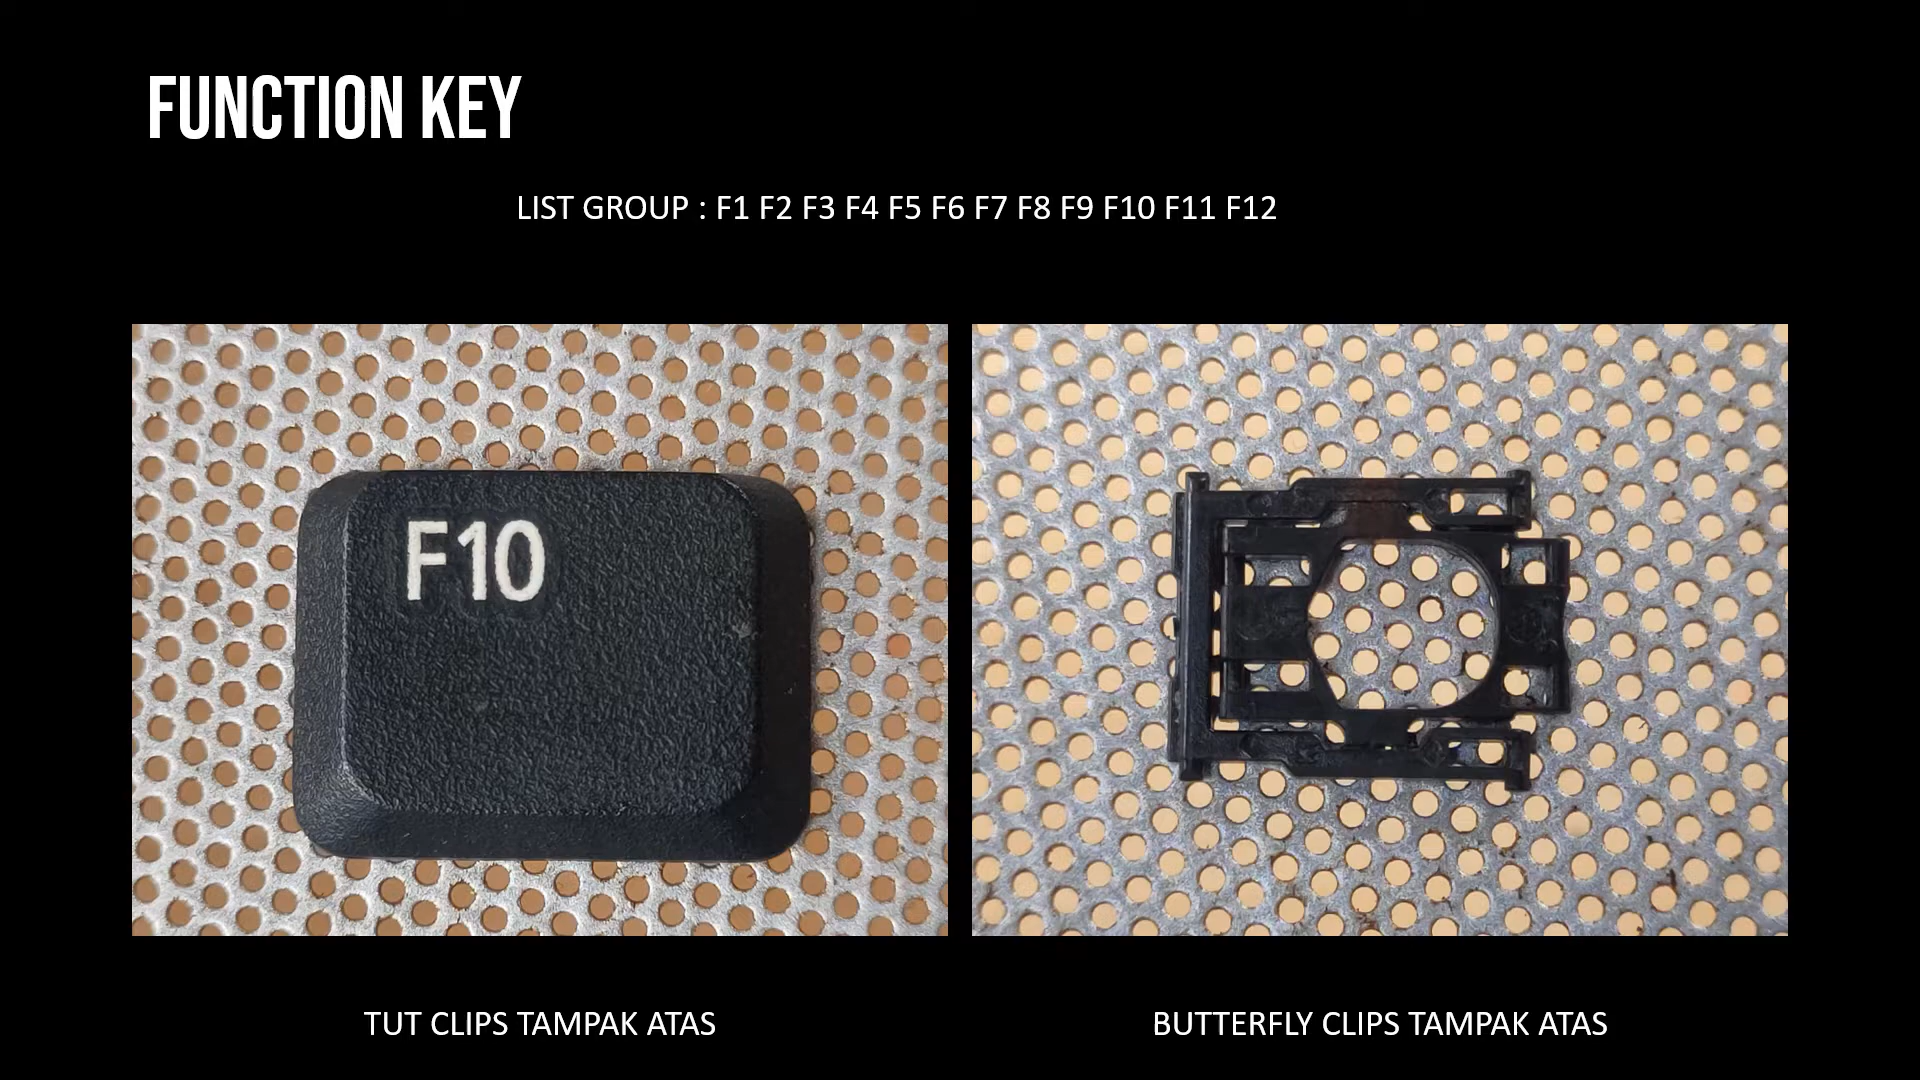 FUNCTION KEY
LIST GROUP : F1 F2 F3 F4 F5 F6 F7 F8 F9 F10 F11 F12
F10
TUT CLIPS TAMPAK ATAS
BUTTERFLY CLIPS TAMPAK ATAS